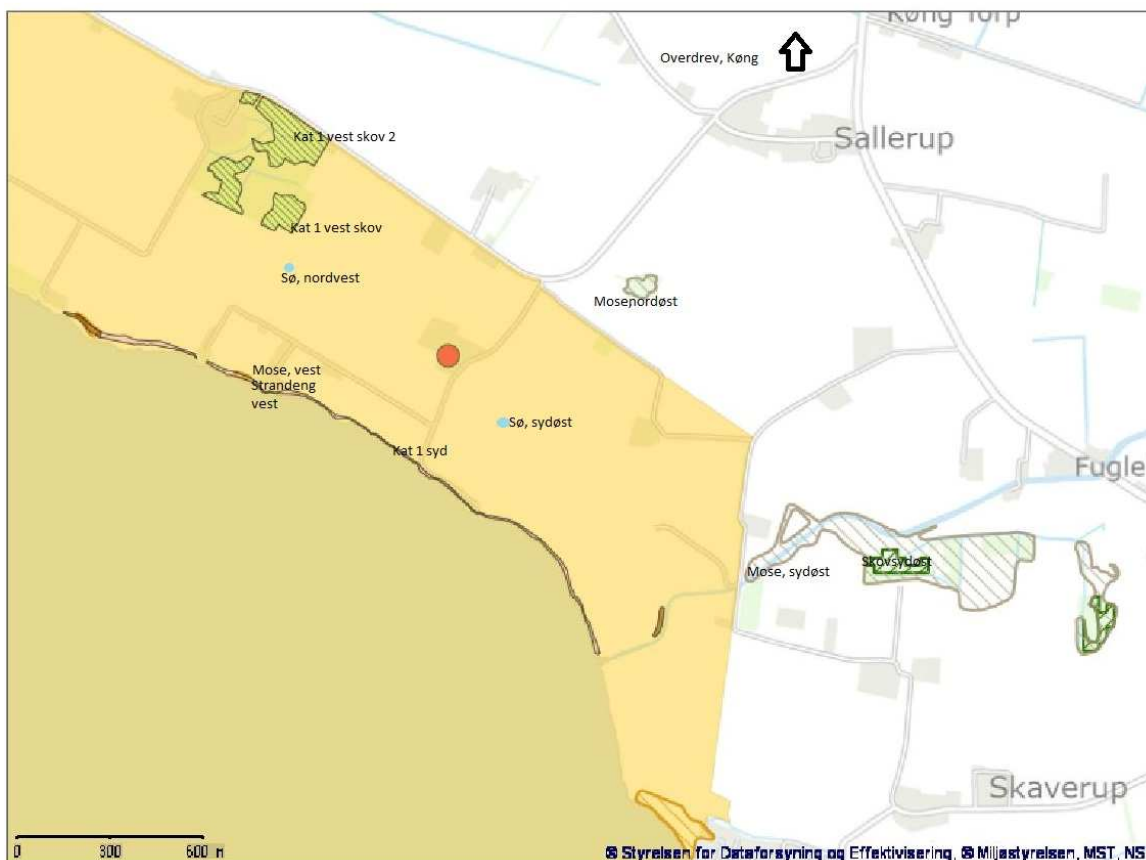 Køng Torp
Overdrev, Køng
Sallerup
Kat 1 vest skov 2
Kat 1 vest skov
Sø, nordvest
Mosenordøst
Mose, vest
Strandeng
vest
Sø, sydøst
Kat 1 syd
Fugle
Skovsydøst
Mose, sydøst
Skaverup
0 300 600 m
© Styrelsen for Dataforsyning og Effektivisering, © Miljøstyrelsen, MST, NS